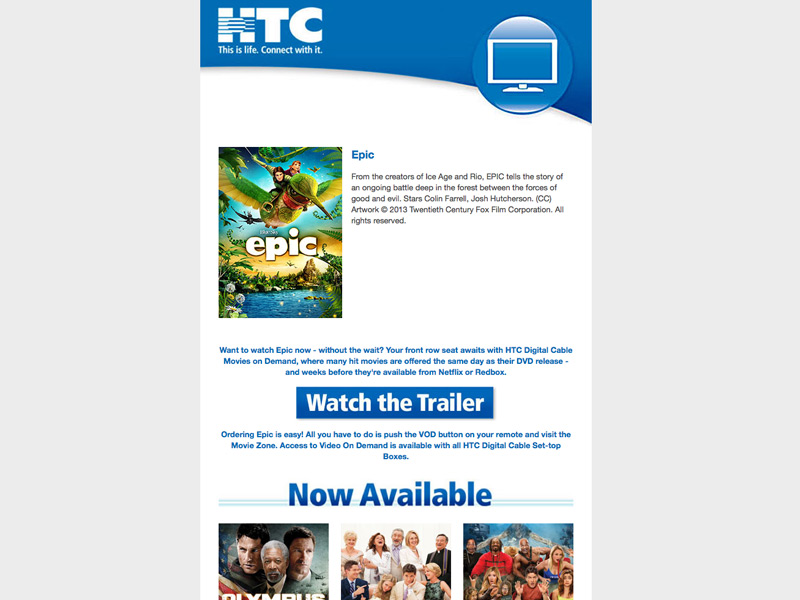 HTC
This is life. Connect with it.
Epic
From the creators of Ice Age and Rio, EPIC tells the story of
an ongoing battle deep in the forest between the forces of
good and evil. Stars Colin Farrell, Josh Hutcherson. (CC)
Artwork © 2013 Twentieth Century Fox Film Corporation. All
rights reserved.
epic
Want to watch Epic now - without the wait? Your front row seat awaits with HTC Digital Cable
Movies on Demand, where many hit movies are offered the same day as their DVD release -
and weeks before they're available from Netflix or Redbox.
Watch the Trailer
Ordering Epic is easy! All you have to do is push the VOD button on your remote and visit the
Movie Zone. Access to Video On Demand is available with all HTC Digital Cable Set-top
Boxes.
Now Available
OLYMPUS